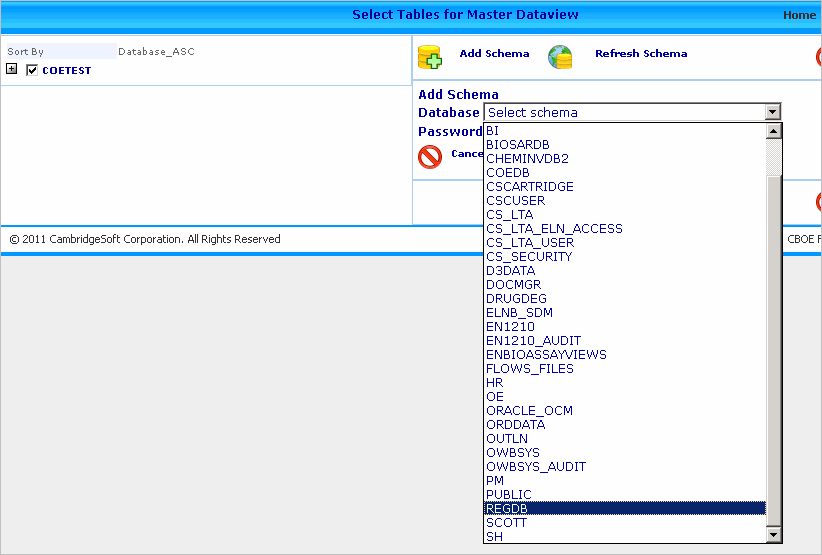 Select Tables for Master Dataview
Home
Sort By Database_ASC
COETEST
Add Schema Refresh Schema
Add Schema
Database Select schema
Password
Cance
BI
BIOSARDB
CHEMINVDB2
COEDB
CSCARTRIDGE
CSCUSER
CS_LTA
CS_LTA_ELN_ACCESS
CS_LTA_USER
CS_SECURITY
D3DATA
DOCMGR
DRUGDEG
ELNB_SDM
EN1210
EN1210_AUDIT
ENBIOASSAYVIEWS
FLOWS_FILES
HR
OE
ORACLE_OCM
ORDDATA
OUTLN
OWBSYS
OWBSYS_AUDIT
PM
PUBLIC
REGDB
SCOTT
SH
© 2011 CambridgeSoft Corporation. All Rights Reserved
CBOE F